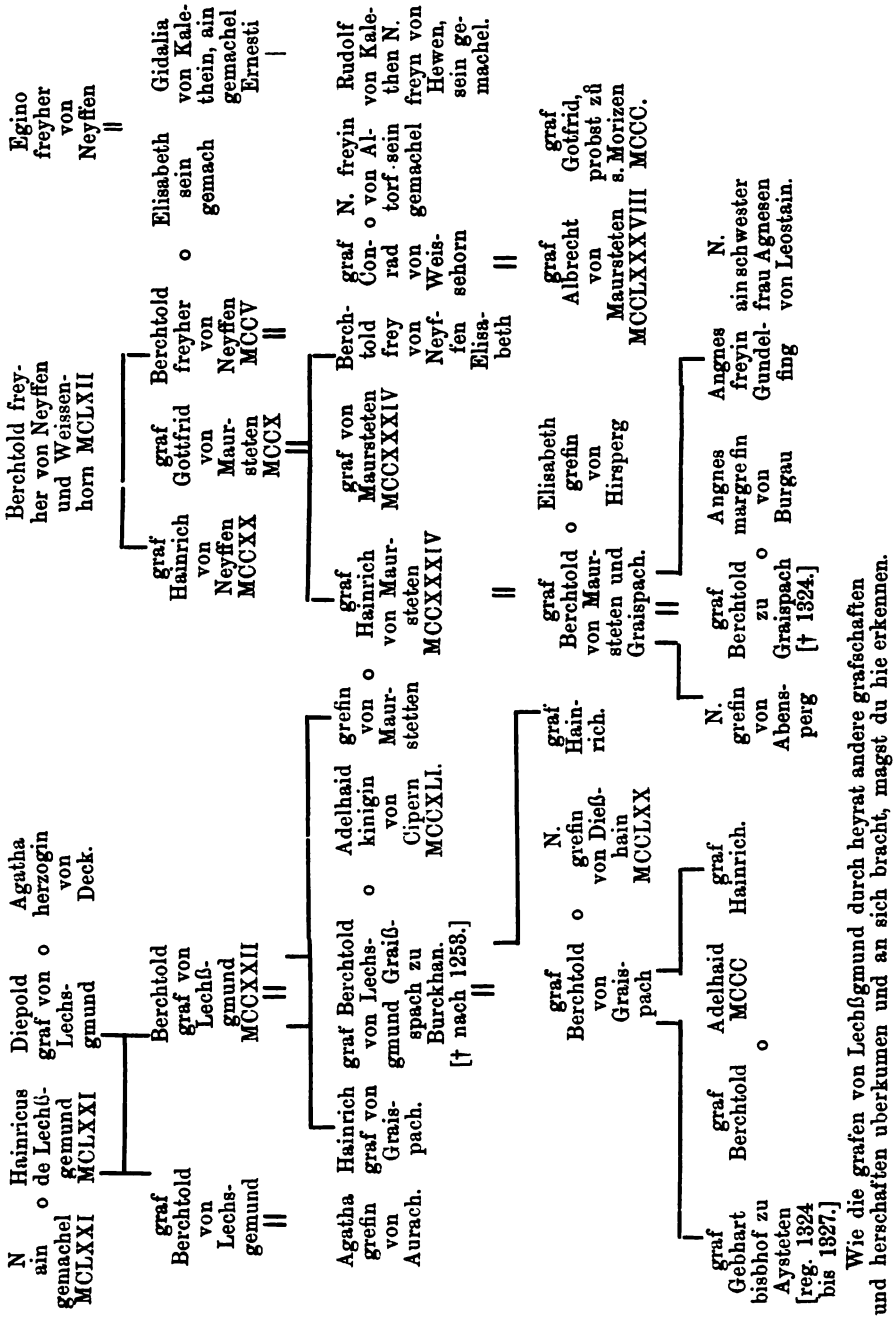 N
ain
gemachel
MCLXXI
o
Hainricus
de Lechß-
gemund
MCLXXI
Diepold
graf von
Lechs-
gmund
o
Agatha
herzogin
von
Deck.
Berchtold frey-
her von Neyffen
und Weissen-
horn MCLXII
Egino
freyher
von
Neyffen
graf
Berchtold
von
Lechs-
gemund
Berchtold
graf von
Lechß-
gmund
MCCXXII
graf
Hainrich
von
Neyffen
MCCXX
graf
Gottfrid
von
Maur-
steten
MCCX
Berchtold
freyher
von
Neyffen
MCCV
o
Elisabeth
sein
gemach
Gidalia
von Kale-
thein, ain
gemachel
Ernesti
Agatha
grefin
von
Aurach.
Hainrich
graf von
Grais-
pach.
graf Berchtold
von Lechs-
gmund Graiß-
spach zu
Burckhan.
[† nach 1253.]
o
Adelhaid
kinigin
von
Cipern
MCCXLI.
grefin
von
Maur-
stetten
o
graf
Hainrich
von Maur-
steten
MCCXXXIV
graf von
Maursteten
MCCXXXIV
Berch-
told
frey
von
Neyf-
fen
Elisa-
beth
graf
Con-
rad
von
Weis-
sehorn
o
N. freyin
von Al-
torf sein
gemachel
Rudolf
von Kale-
then N.
freyn von
Hewen,
sein ge-
machel.
graf
Berchtold
von
Grais-
pach
o
N.
grefin
von Dieß-
hain
MCCLXX
graf
Hain-
rich.
graf
Berchtold
von Maur-
steten und
Graispach.
o
Elisabeth
grefin
von
Hirsperg
graf
Albrecht
von
Maursteten
MCCLXXXVIII
graf
Gotfrid,
probst zů
s. Morizen
MCCC.
graf
Gebhart
bisbhof zu
Aysteten
[reg. 1324
bis 1327.]
graf
Berchtold
o
Adelhaid
MCCC
graf
Hainrich.
N.
grefin
von
Abens-
perg
graf
Berchtold
zu
Graispach
[† 1324.]
o
Angnes
margrefin
von
Burgau
Angnes
freyin
Gundel-
fing
N.
ain schwester
frau Agnesen
von Leostain.
Wie die grafen von Lechßgmund durch heyrat andere grafschaften
und herschaften uberkumen und an sich bracht, magst du hie erkennen.